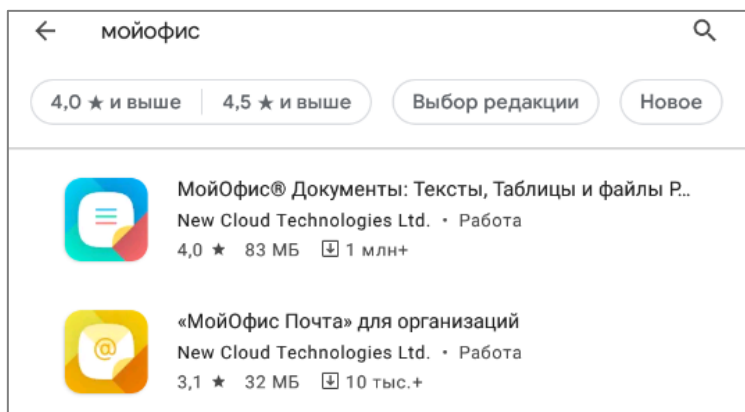 мойофис
4,0 ★ и выше 4,5 ★ и выше Выбор редакции Новое
МойОфис® Документы: Тексты, Таблицы и файлы P...
New Cloud Technologies Ltd. • Работа
4,0 ★ 83 МБ 1 млн+
@
«МойОфис Почта» для организаций
New Cloud Technologies Ltd. • Работа
3,1 ★ 32 МБ 10 тыс.+